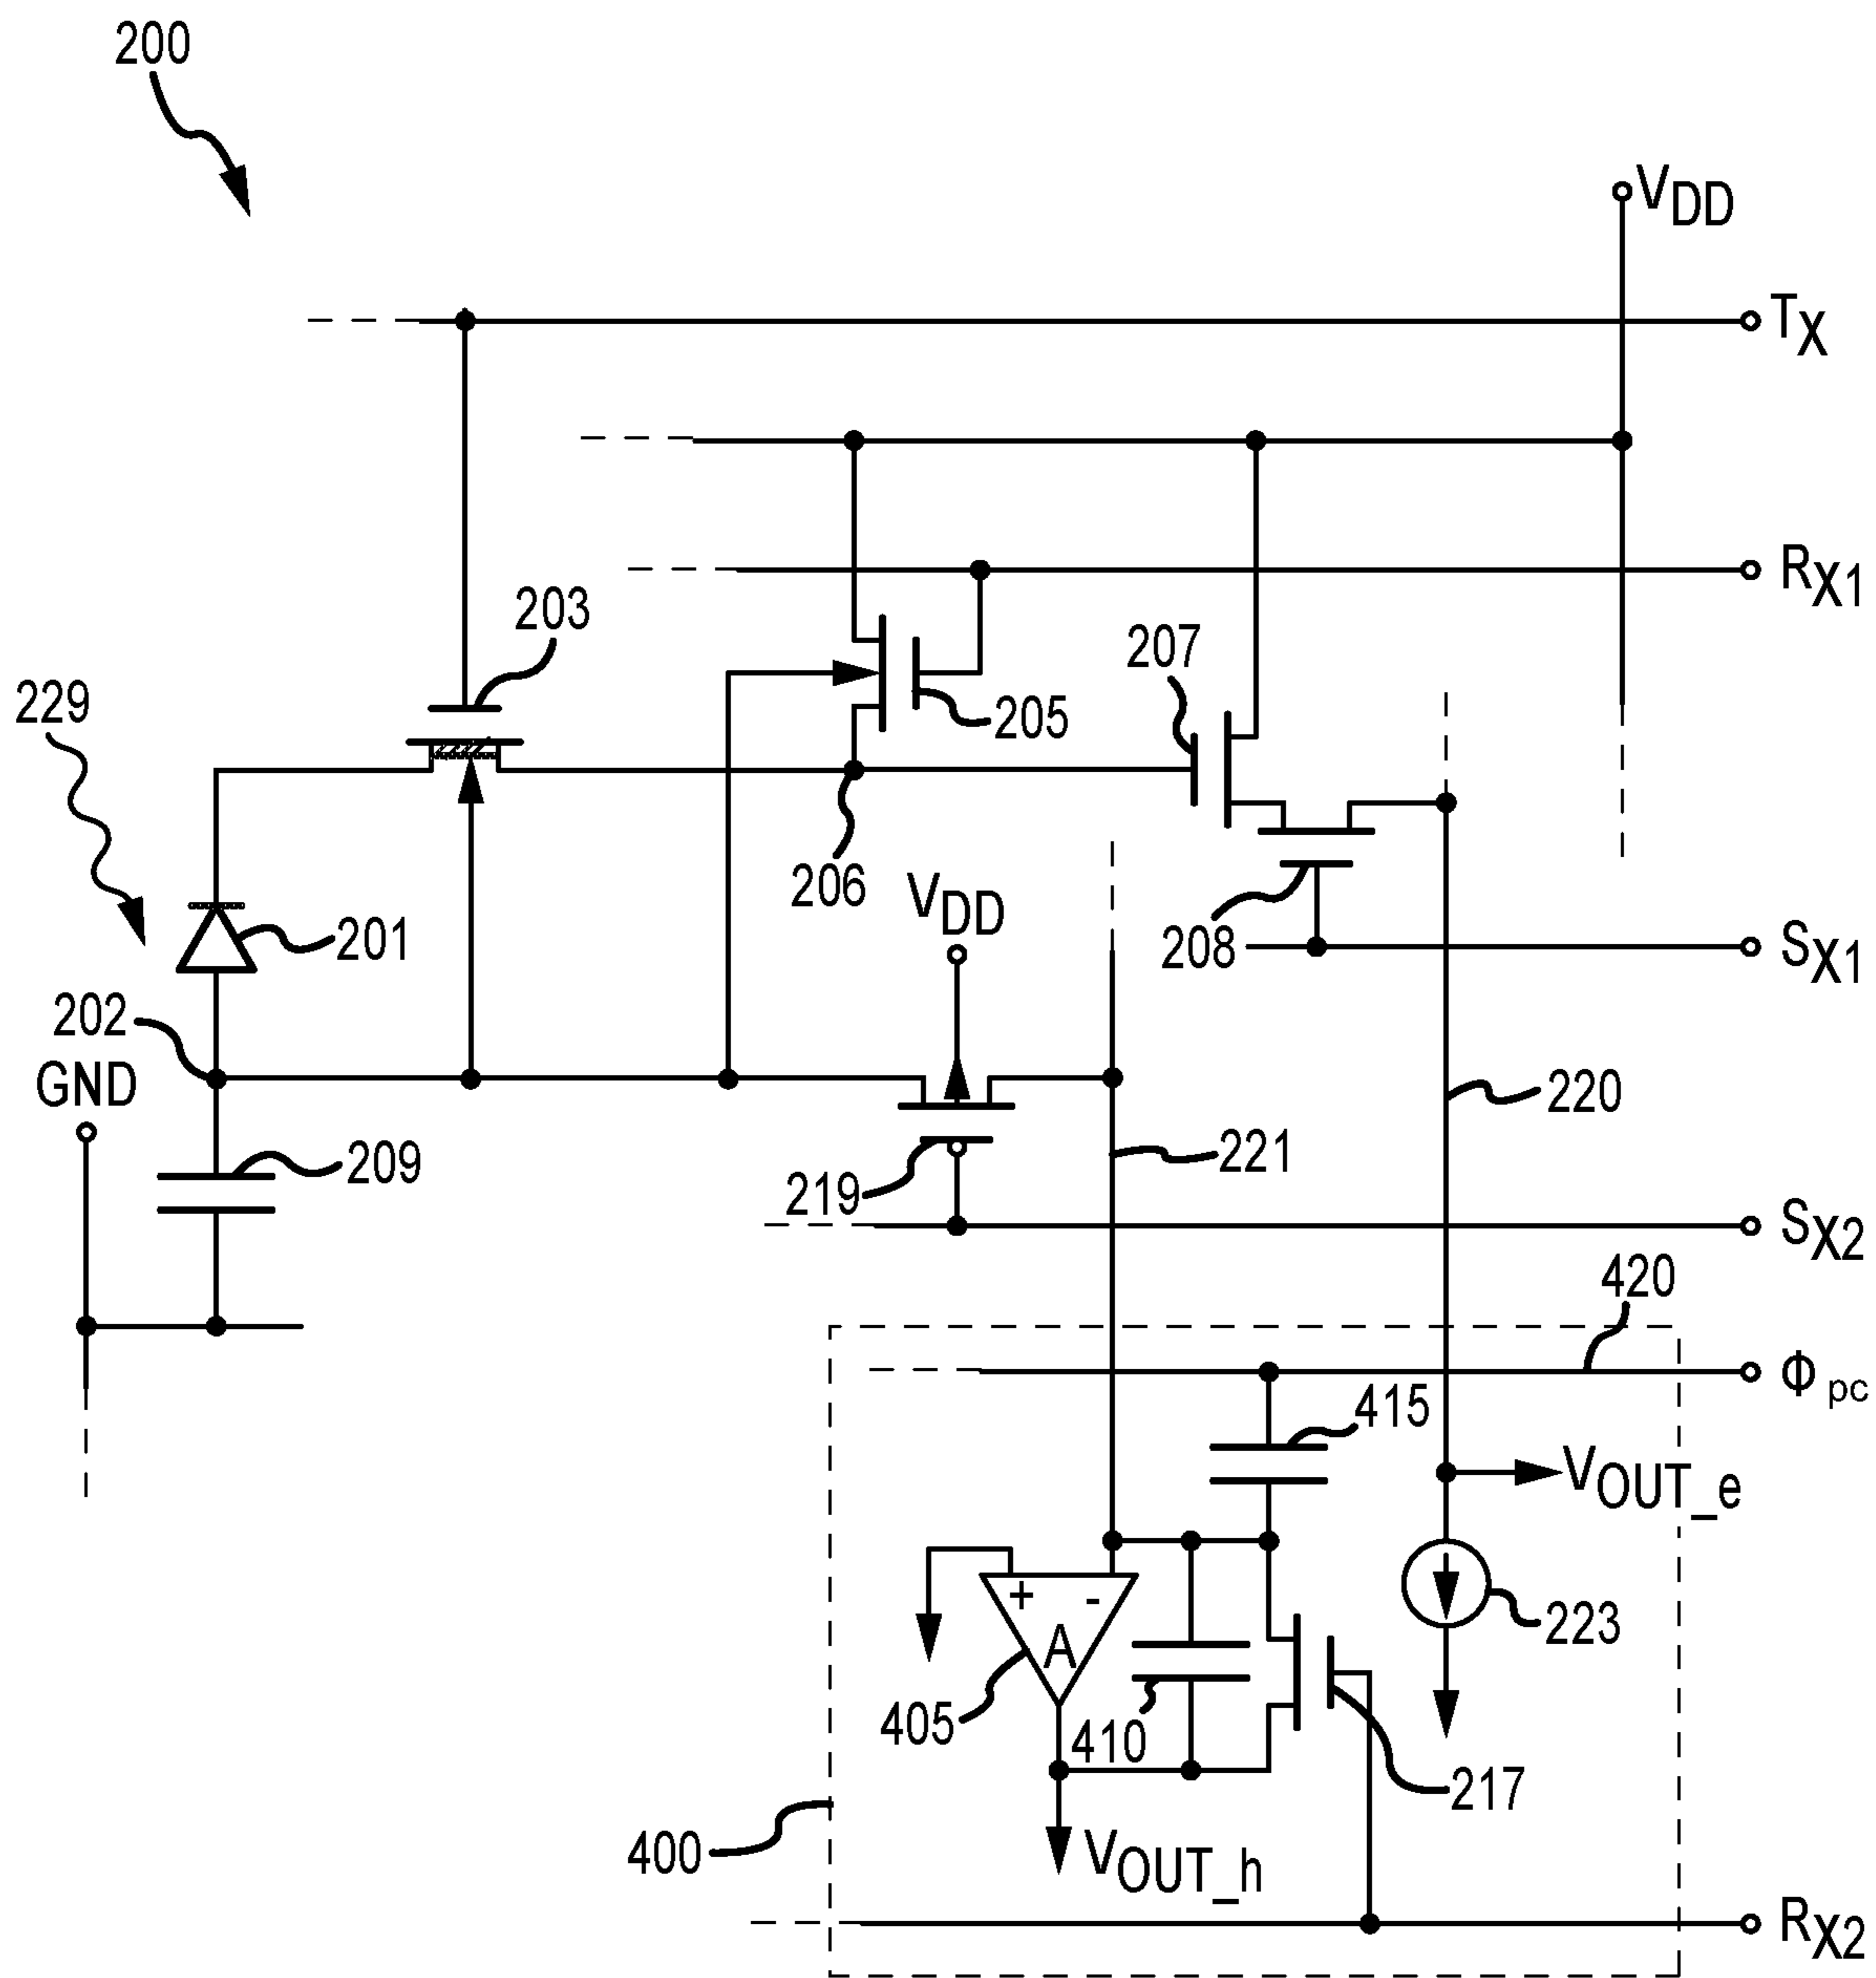 200
VDD
TX
RX1
203
207
229
205
206
VDD
201
208
SX1
202
GND
220
209
221
219
SX2
420
Φpc
415
VOUT_e
+
-
A
223
405
410
217
400
VOUT_h
RX2